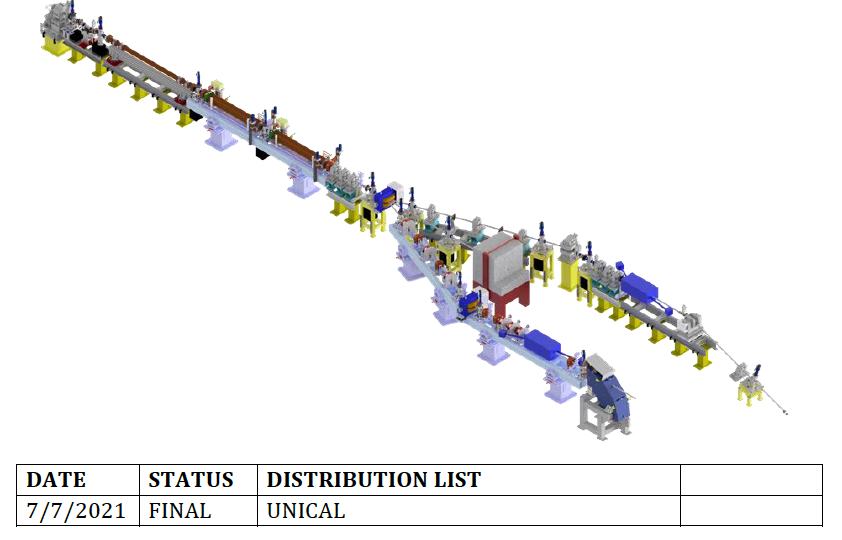 DATE STATUS DISTRIBUTION LIST
7/7/2021 FINAL UNICAL